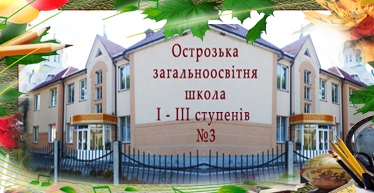 Острозька
загальноосвітня
школа
І - ІІІ ступенів
№3